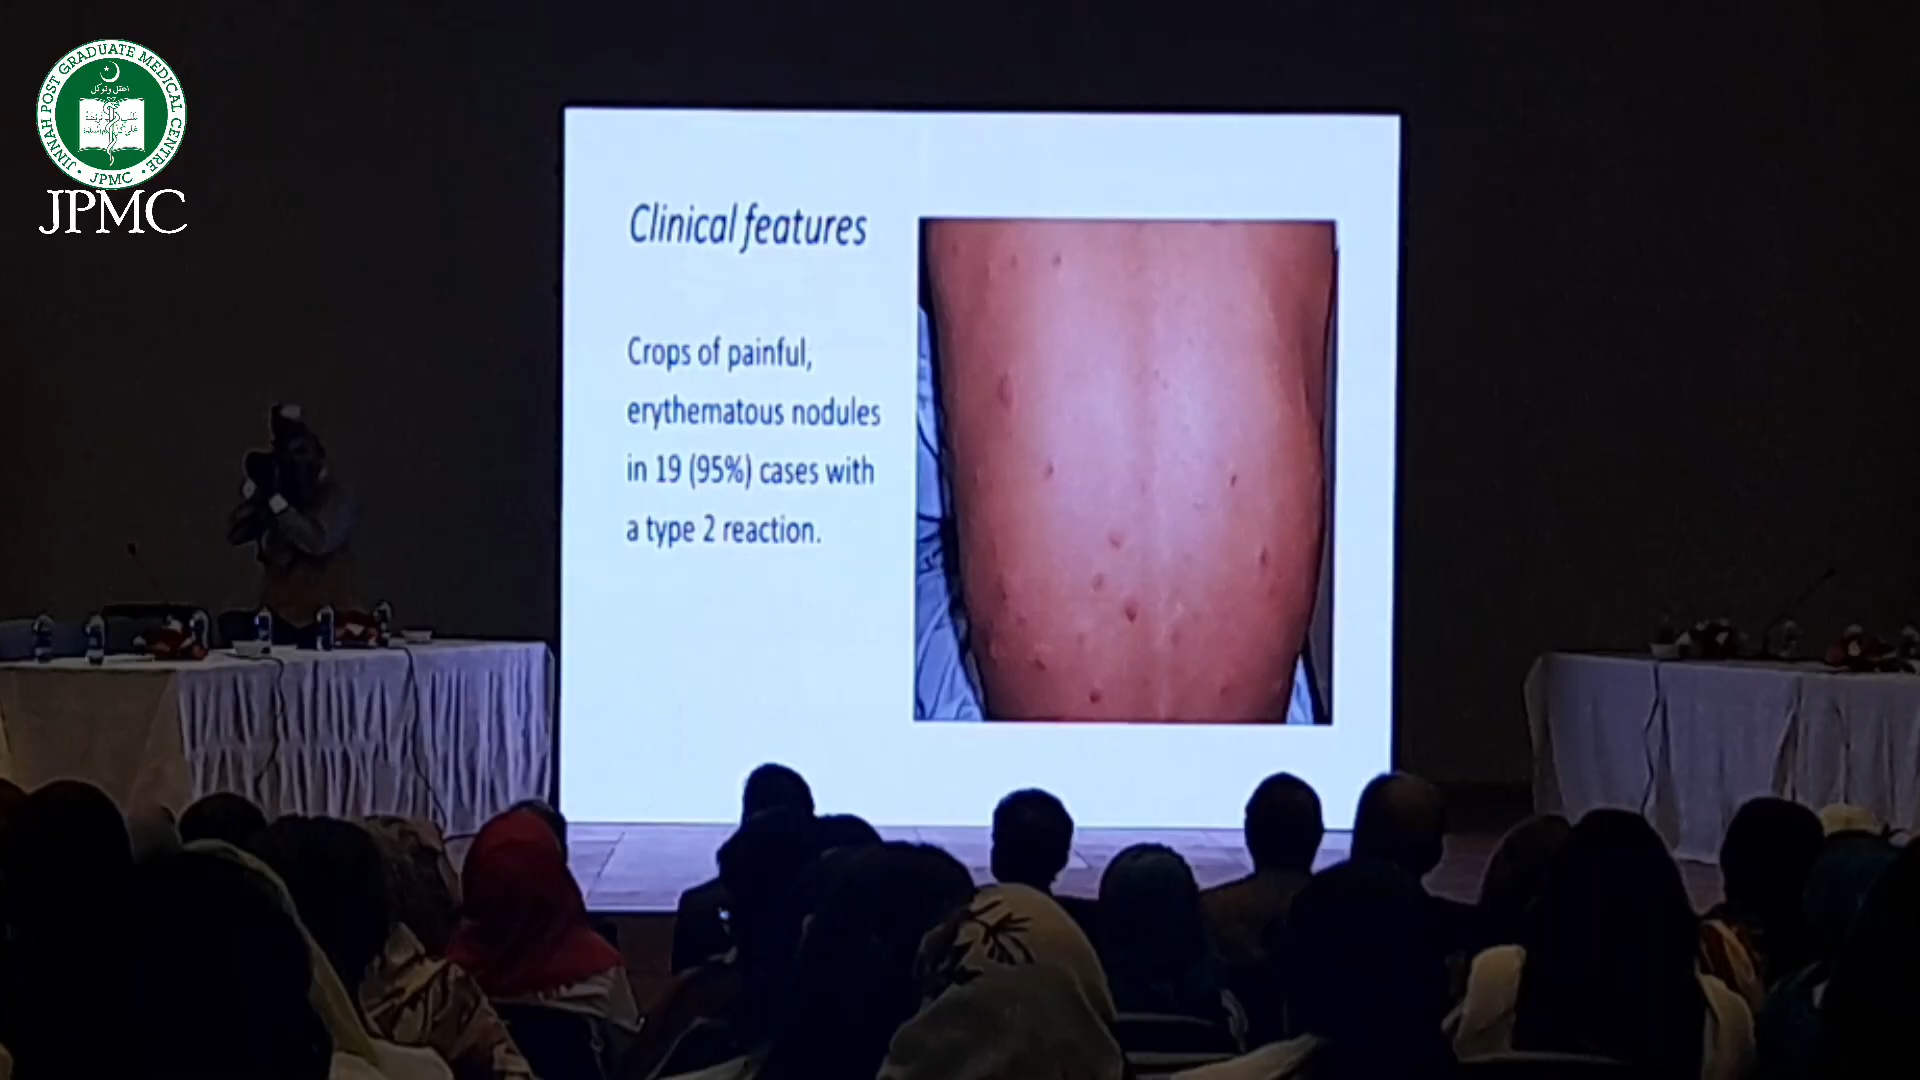 JINNAH POST GRADUATE MEDICAL CENTRE
JPMC
JPMC
Clinical features
Crops of painful,
erythematous nodules
in 19 (95%) cases with
a type 2 reaction.